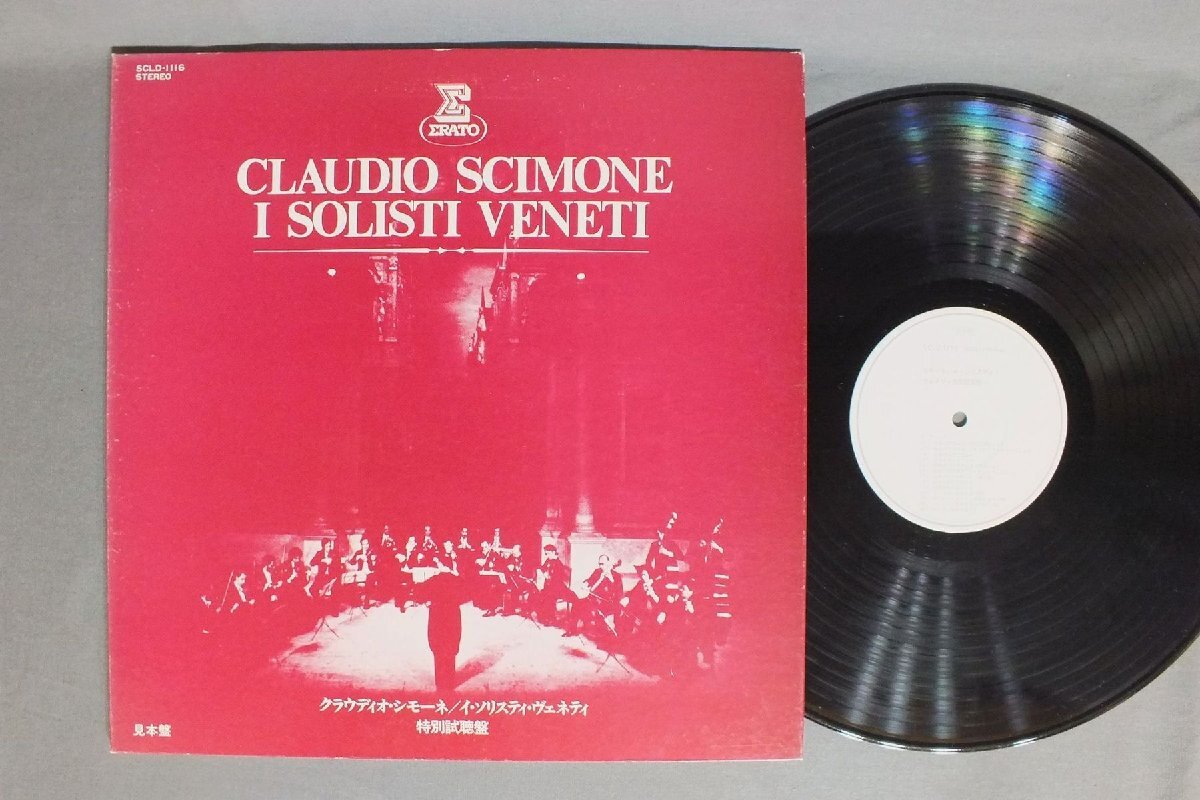 SCLD-1116
STEREO
Σ
ΣRATO
CLAUDIO SCIMONE
I SOLISTI VENETI
クラウディオ・シモーネ/イ・ソリスティ・ヴェネティ
特別試聴盤
見本盤